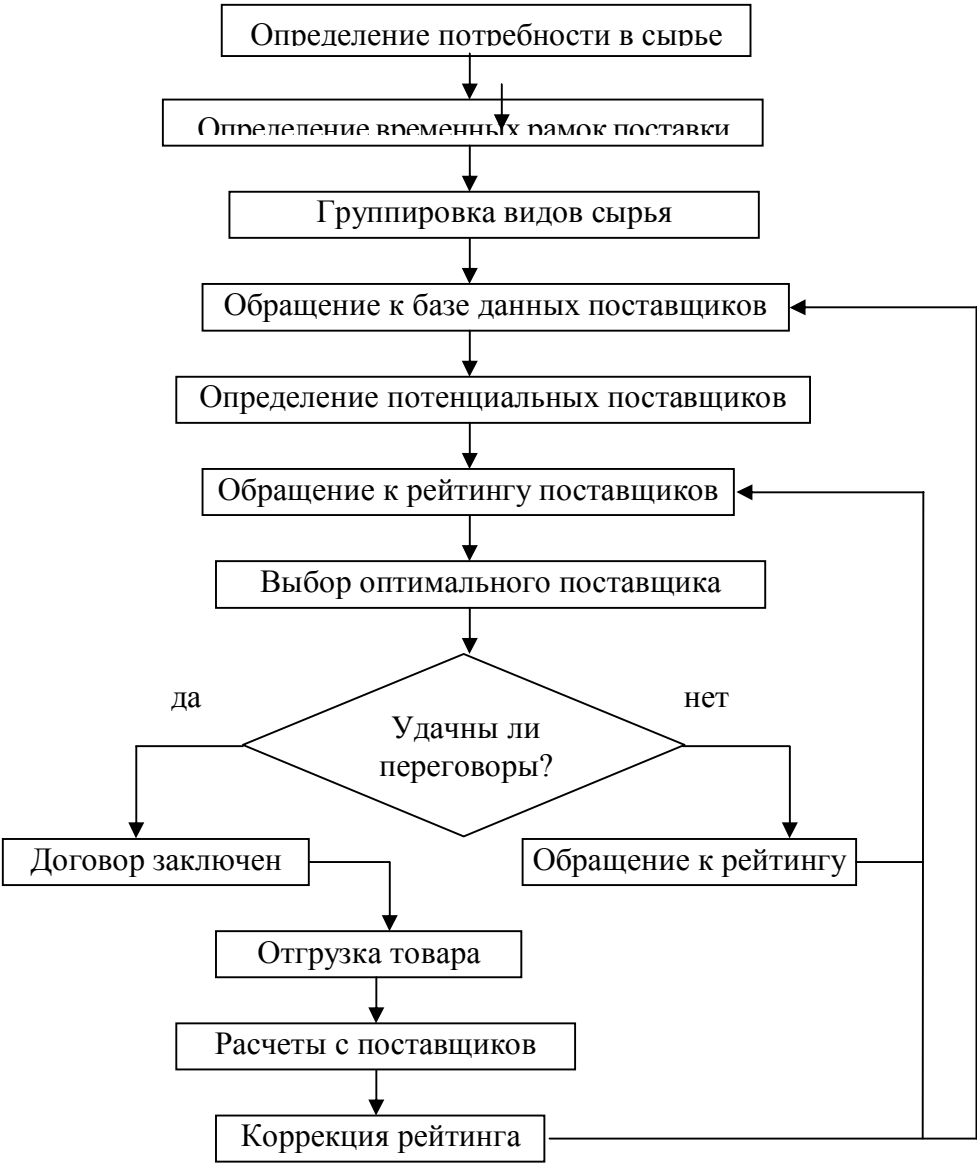 Определение потребности в сырье
Определение временных рамок поставки
Группировка видов сырья
Обращение к базе данных поставщиков
Определение потенциальных поставщиков
Обращение к рейтингу поставщиков
Выбор оптимального поставщика
да
нет
Удачны ли
переговоры?
Договор заключен
Обращение к рейтингу
Отгрузка товара
Расчеты с поставщиков
Коррекция рейтинга